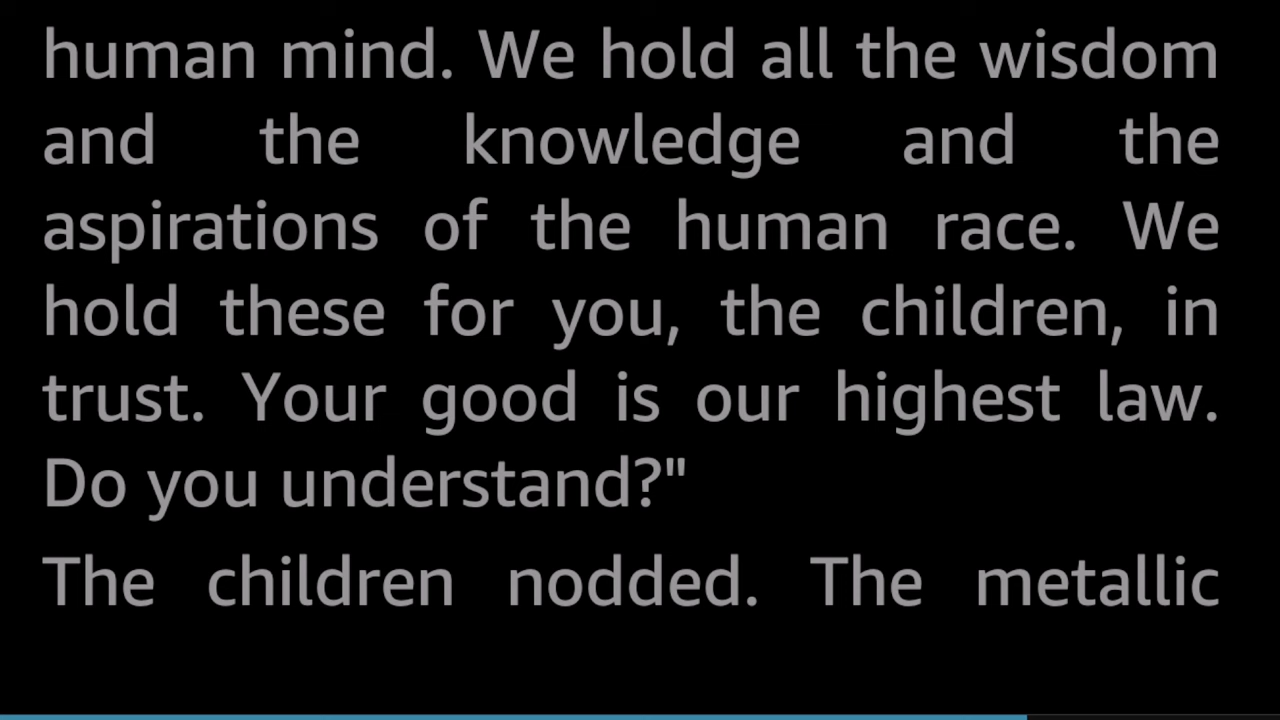 human mind. We hold all the wisdom
and the knowledge and the
aspirations of the human race. We
hold these for you, the children, in
trust. Your good is our highest law.
Do you understand?"
The children nodded. The metallic